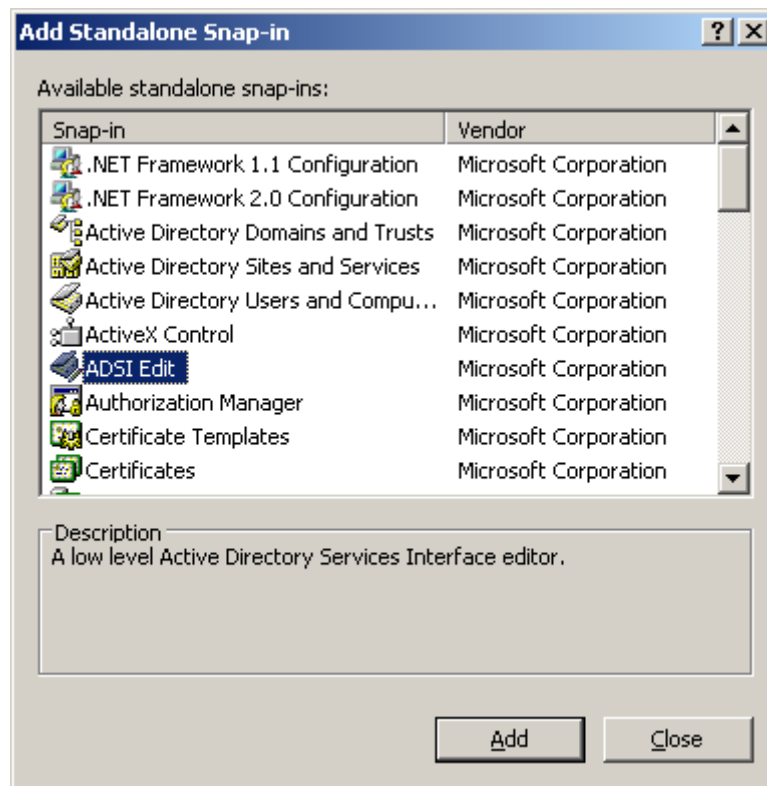 Add Standalone Snap-in
Available standalone snap-ins:
Snap-in Vendor
.NET Framework 1.1 Configuration Microsoft Corporation
.NET Framework 2.0 Configuration Microsoft Corporation
Active Directory Domains and Trusts Microsoft Corporation
Active Directory Sites and Services Microsoft Corporation
Active Directory Users and Compu... Microsoft Corporation
ActiveX Control Microsoft Corporation
ADSI Edit Microsoft Corporation
Authorization Manager Microsoft Corporation
Certificate Templates Microsoft Corporation
Certificates Microsoft Corporation
Description
A low level Active Directory Services Interface editor.
Add Close